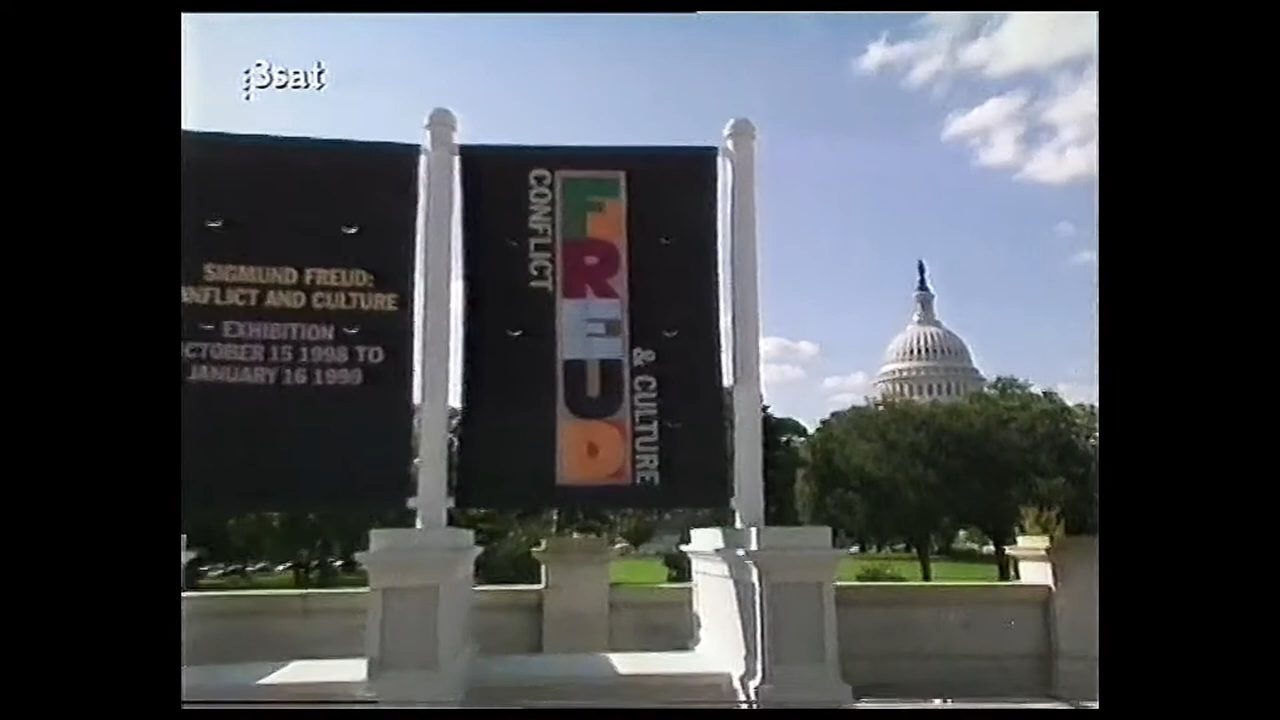 3sat
SIGMUND FREUD:
NFLICT AND CULTURE
EXHIBITION
CTOBER 15 1998 TO
JANUARY 16 1999
CONFLICT
FREUD
& CULTURE